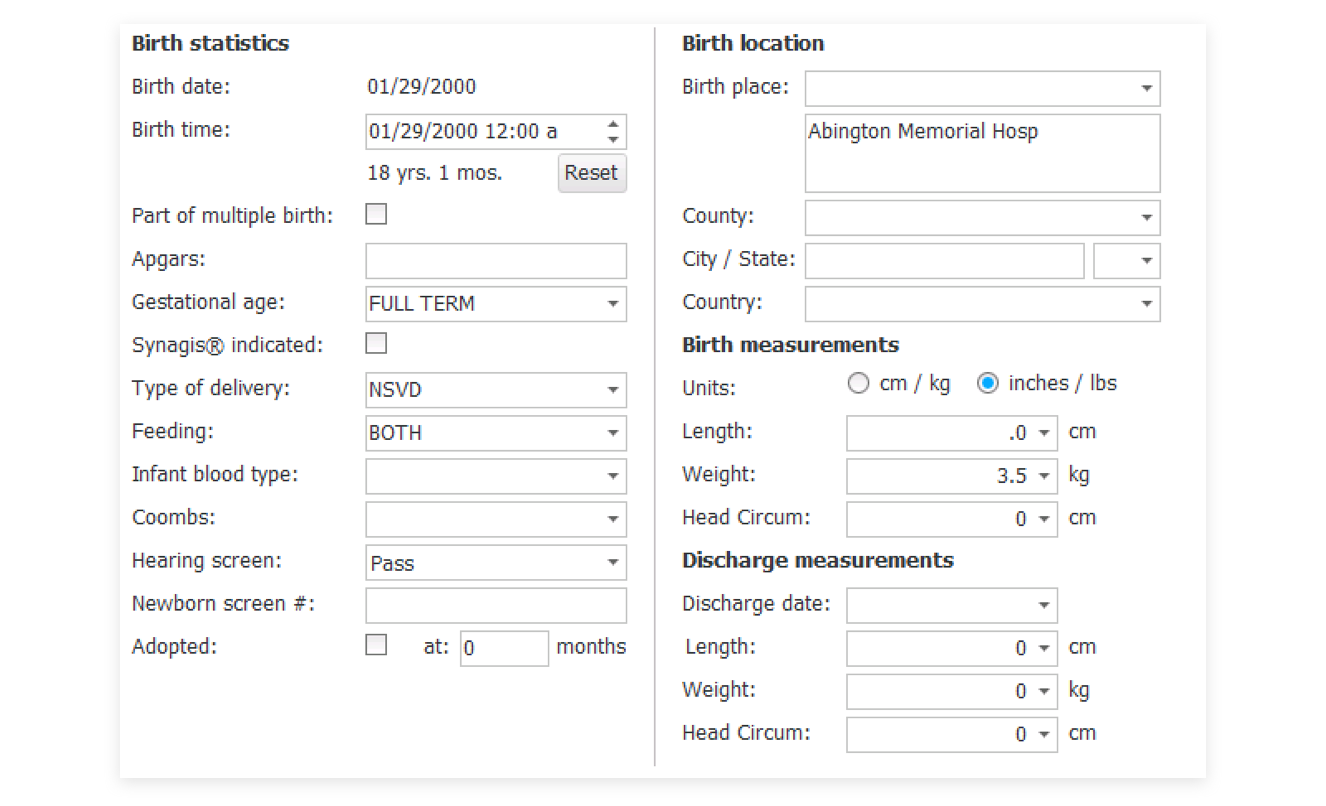 Birth statistics
Birth date: 01/29/2000
Birth time: 01/29/2000 12:00 a
18 yrs. 1 mos. Reset
Part of multiple birth:
Apgars:
Gestational age: FULL TERM
Synagis® indicated:
Type of delivery: NSVD
Feeding: BOTH
Infant blood type:
Coombs:
Hearing screen: Pass
Newborn screen #:
Adopted: at: 0 months
Birth location
Birth place:
Abington Memorial Hosp
County:
City / State:
Country:
Birth measurements
Units: cm / kg inches / lbs
Length: .0 cm
Weight: 3.5 kg
Head Circum: 0 cm
Discharge measurements
Discharge date:
Length: 0 cm
Weight: 0 kg
Head Circum: 0 cm